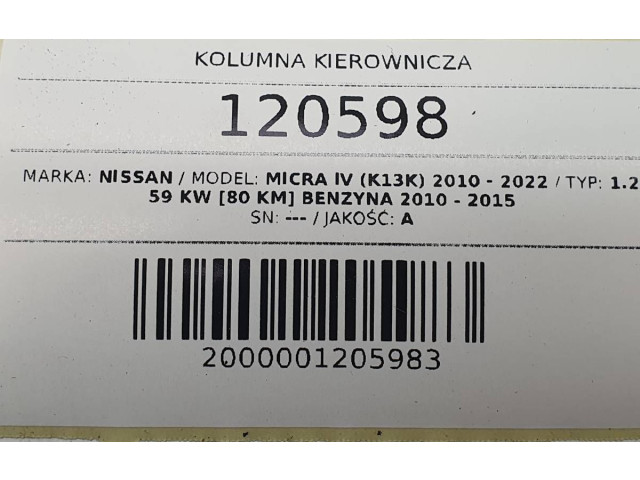 KOLUMNA KIEROWNICZA
120598
MARKA: NISSAN / MODEL: MICRA IV (K13K) 2010 - 2022 / TYP: 1.2
59 KW [80 KM] BENZYNA 2010 - 2015
SN: --- / JAKOŚĆ: A
2000001205983